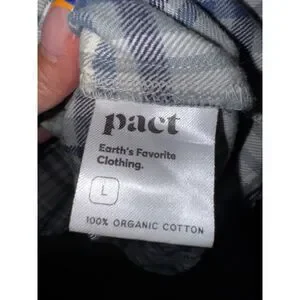 pact
Earth's Favorite
Clothing.
L
100% ORGANIC COTTON